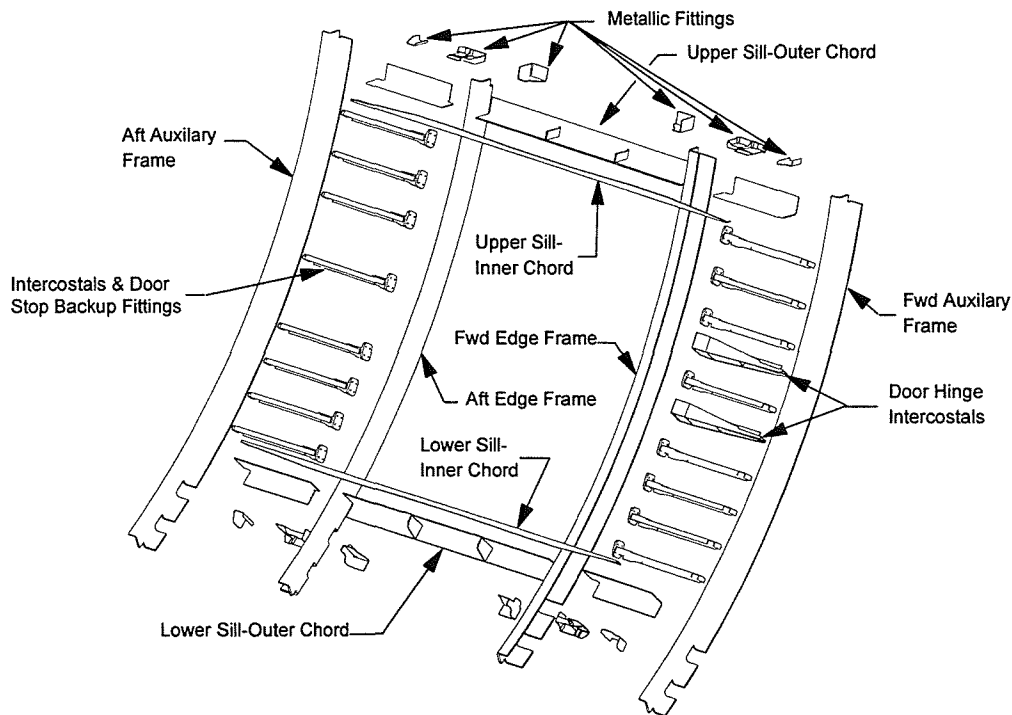 Metallic Fittings
Upper Sill-Outer Chord
Aft Auxilary
Frame
Upper Sill-
Inner Chord
Intercostals & Door
Stop Backup Fittings
Fwd Auxilary
Frame
Fwd Edge Frame
Aft Edge Frame
Door Hinge
Intercostals
Lower Sill-
Inner Chord
Lower Sill-Outer Chord